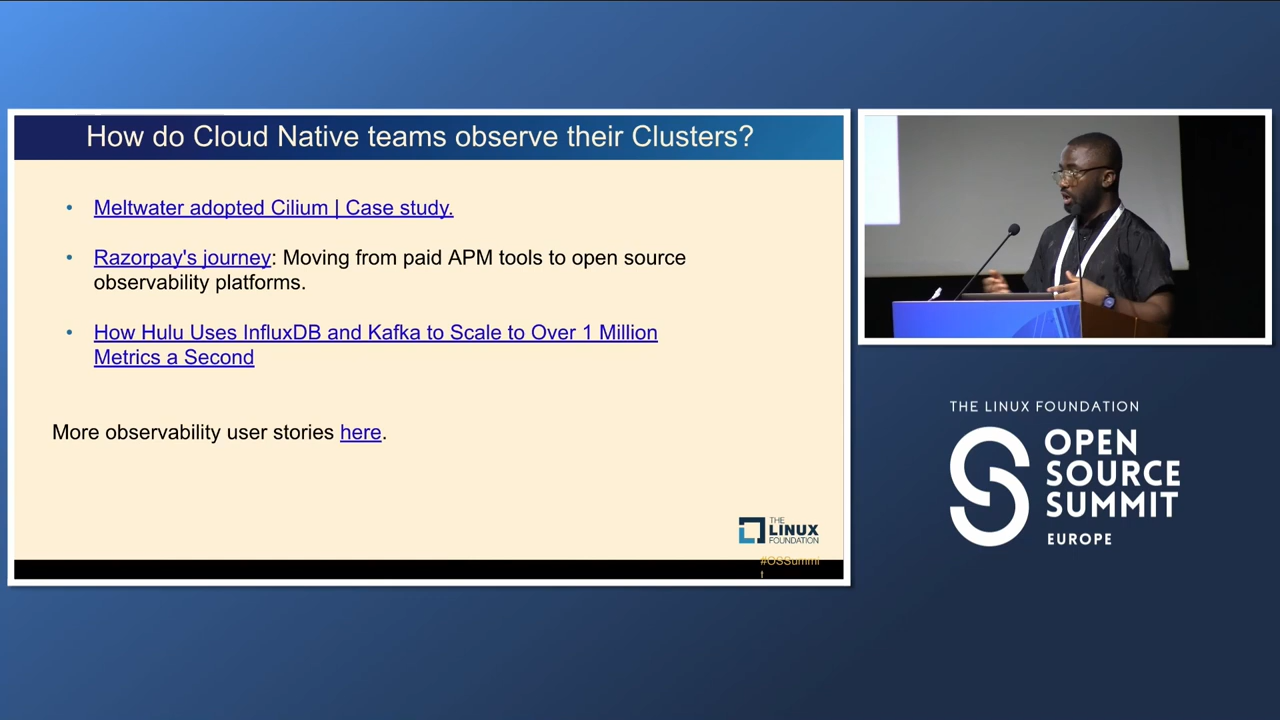 How do Cloud Native teams observe their Clusters?
• Meltwater adopted Cilium | Case study.
• Razorpay's journey: Moving from paid APM tools to open source
observability platforms.
• How Hulu Uses InfluxDB and Kafka to Scale to Over 1 Million
Metrics a Second
More observability user stories here.
THE
LINUX
FOUNDATION
#OSSummi
t
THE LINUX FOUNDATION
OPEN
SOURCE
SUMMIT
EUROPE